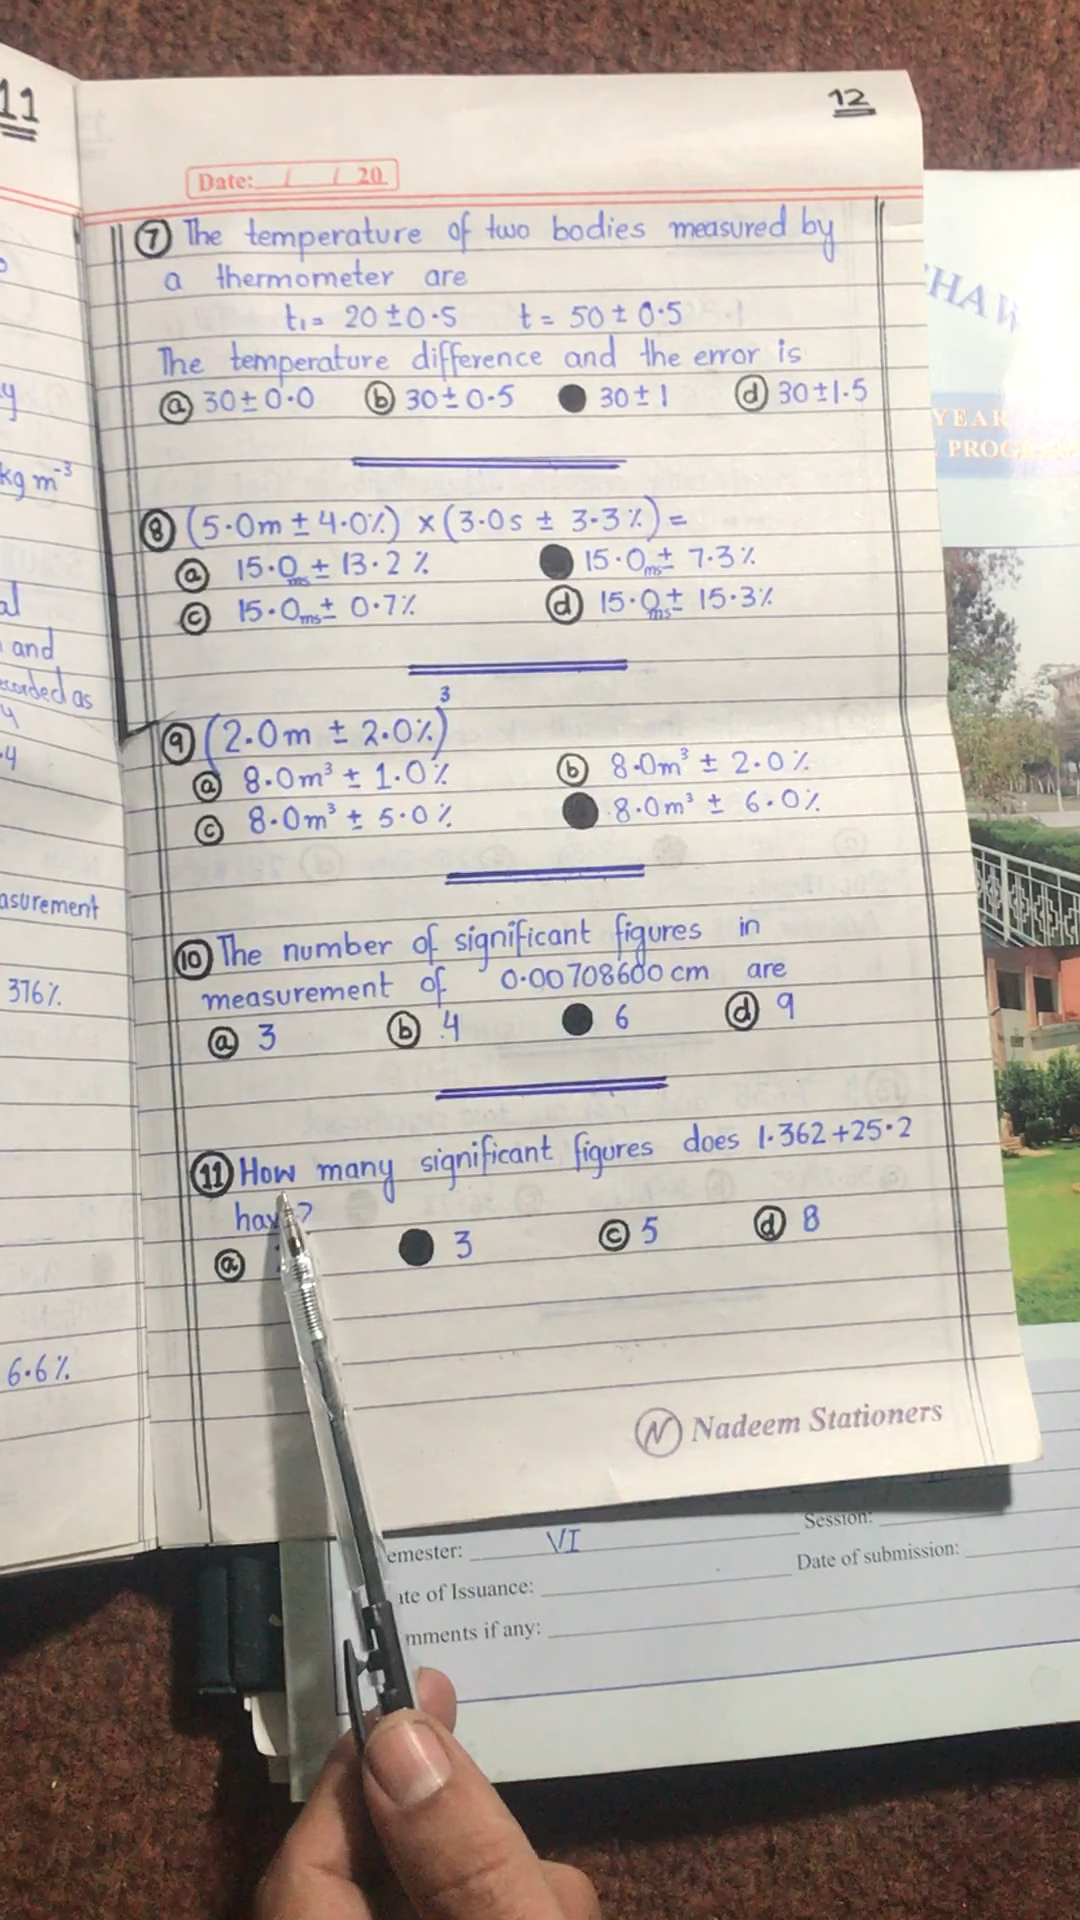 11
12
Date: / / 20
⑦ The temperature of two bodies measured by
a thermometer are
t₁= 20±0.5 t= 50±0.5
The temperature difference and the error is
ⓐ 30±0.0 ⓑ 30±0.5 ● 30±1 ⓓ 30±1.5
⑧ (5.0m ± 4.0%) × (3.0s ± 3.3%) =
ⓐ 15.0ms ± 13.2% ● 15.0ms ± 7.3%
ⓒ 15.0ms ± 0.7% ⓓ 15.0ms ± 15.3%
⑨ (2.0m ± 2.0%)³
ⓐ 8.0m³ ± 1.0% ⓑ 8.0m³ ± 2.0%
ⓒ 8.0m³ ± 5.0% ● 8.0m³ ± 6.0%
⑩ The number of significant figures in
measurement of 0.00708600 cm are
ⓐ 3 ⓑ 4 ● 6 ⓓ 9
⑪ How many significant figures does 1.362+25.2
have?
ⓐ ● 3 ⓒ 5 ⓓ 8
Nadeem Stationers
y
kg m⁻³
al
and
as
4
.4
376%
6.6%
YEAR
emester: VI
Session:
ate of Issuance:
Date of submission:
mments if any: